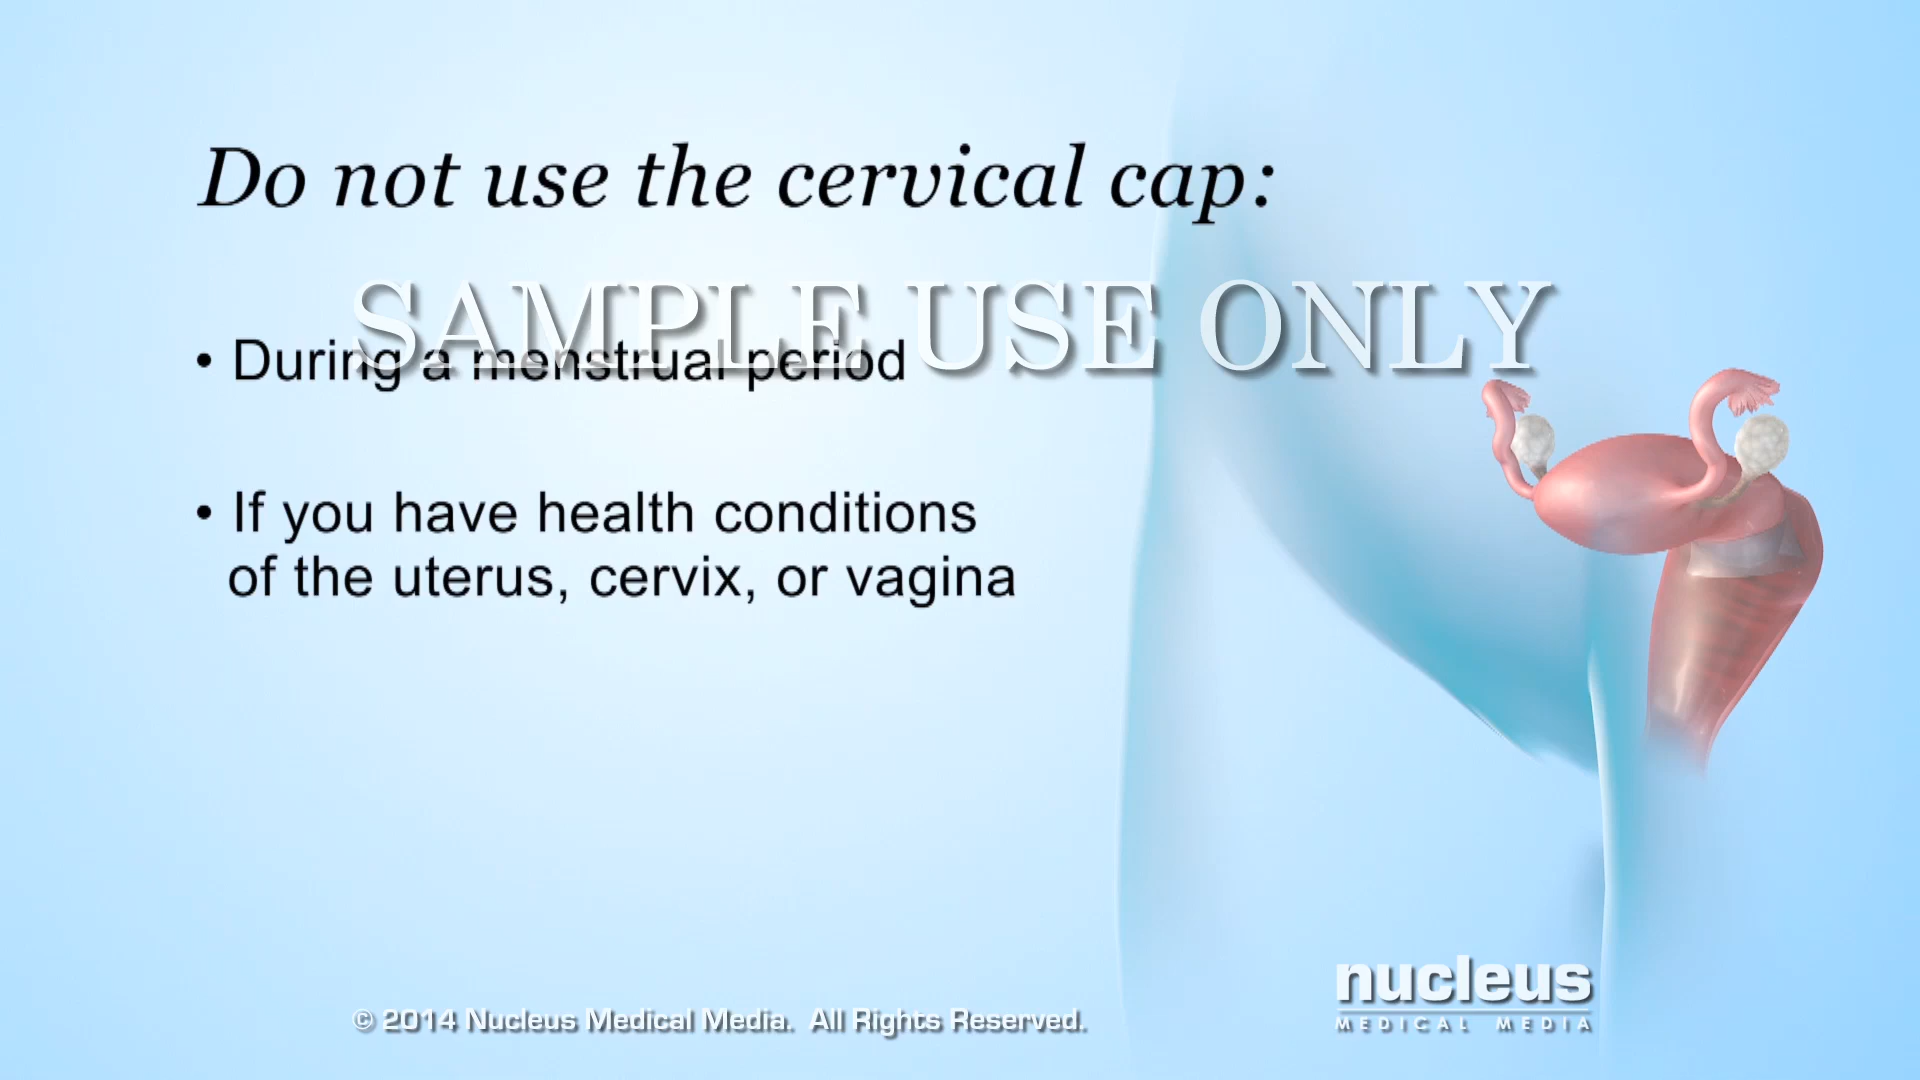 Do not use the cervical cap:
SAMPLE USE ONLY
• During a menstrual period
• If you have health conditions
of the uterus, cervix, or vagina
nucleus
MEDICAL MEDIA
© 2014 Nucleus Medical Media. All Rights Reserved.